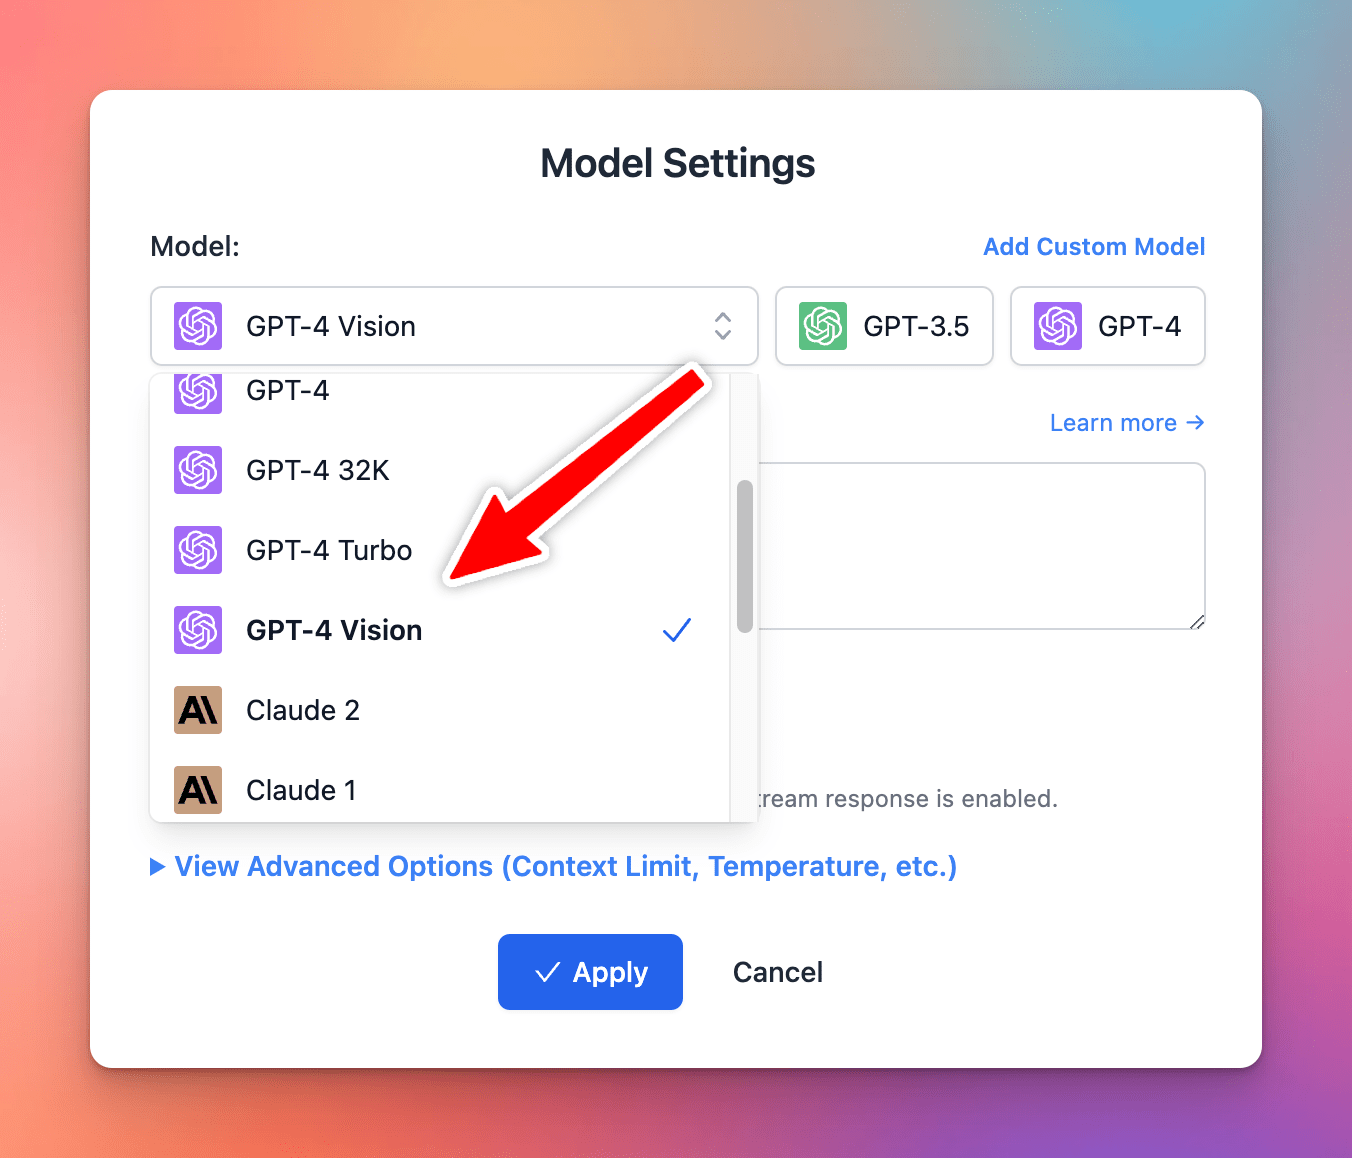 Model Settings
Model:
Add Custom Model
GPT-4 Vision
GPT-3.5
GPT-4
GPT-4
Learn more →
GPT-4 32K
GPT-4 Turbo
GPT-4 Vision
Claude 2
Claude 1
tream response is enabled.
View Advanced Options (Context Limit, Temperature, etc.)
Apply
Cancel